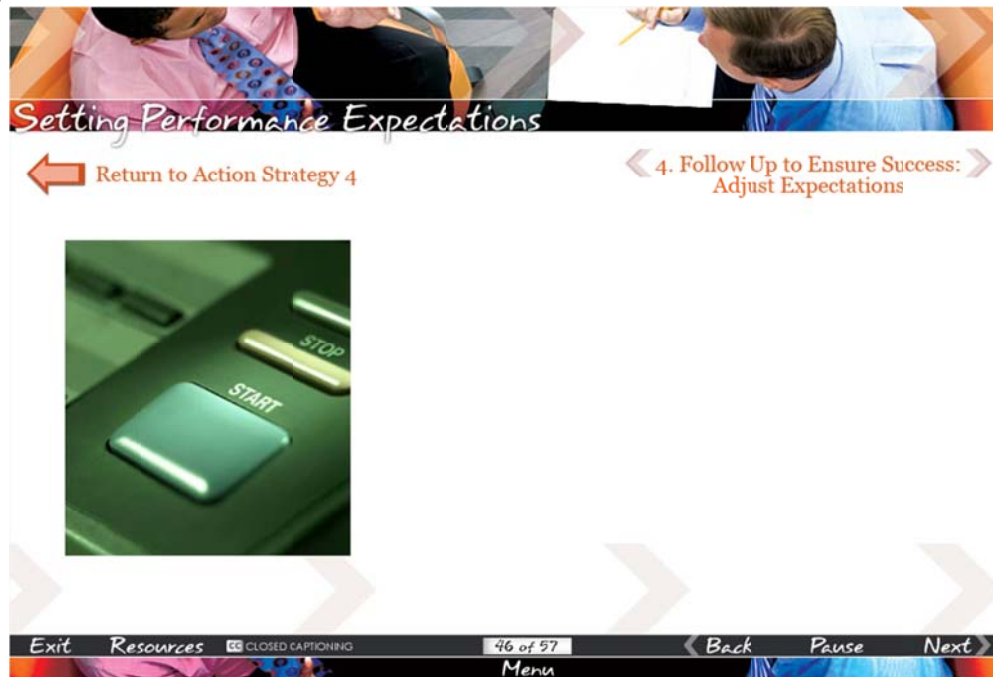 Setting Performance Expectations
Return to Action Strategy 4
4. Follow Up to Ensure Success:
Adjust Expectations
STOP
START
Exit Resources CC CLOSED CAPTIONING 46 of 57 Back Pause Next
Menu